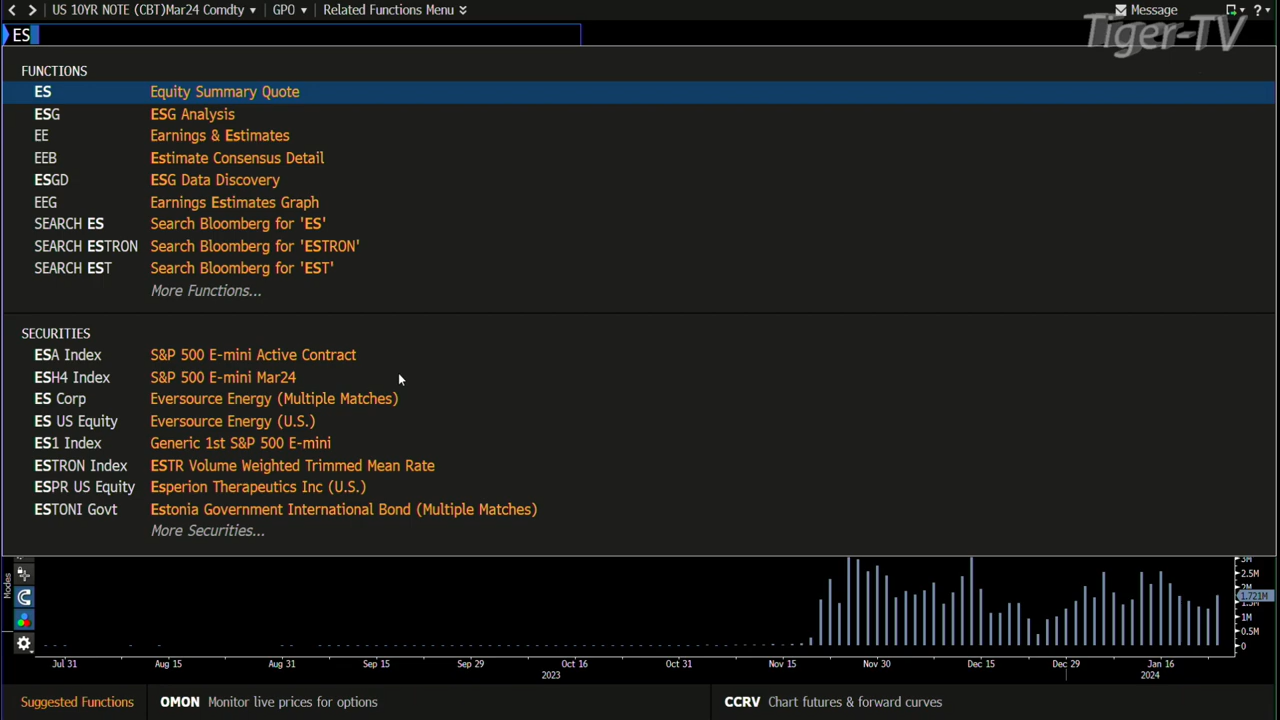 US 10YR NOTE (CBT)Mar24 Comdty GPO Related Functions Menu Message ?
Tiger-TV
ES
FUNCTIONS
ES Equity Summary Quote
ESG ESG Analysis
EE Earnings & Estimates
EEB Estimate Consensus Detail
ESGD ESG Data Discovery
EEG Earnings Estimates Graph
SEARCH ES Search Bloomberg for 'ES'
SEARCH ESTRON Search Bloomberg for 'ESTRON'
SEARCH EST Search Bloomberg for 'EST'
More Functions...
SECURITIES
ESA Index S&P 500 E-mini Active Contract
ESH4 Index S&P 500 E-mini Mar24
ES Corp Eversource Energy (Multiple Matches)
ES US Equity Eversource Energy (U.S.)
ES1 Index Generic 1st S&P 500 E-mini
ESTRON Index ESTR Volume Weighted Trimmed Mean Rate
ESPR US Equity Esperion Therapeutics Inc (U.S.)
ESTONI Govt Estonia Government International Bond (Multiple Matches)
More Securities...
Modes
3M
2.5M
2M
1.721M
1.5M
1M
0.5M
0
Jul 31 Aug 15 Aug 31 Sep 15 Sep 29 Oct 16 Oct 31 Nov 15 Nov 30 Dec 15 Dec 29 Jan 16
2023 2024
Suggested Functions OMON Monitor live prices for options CCRV Chart futures & forward curves